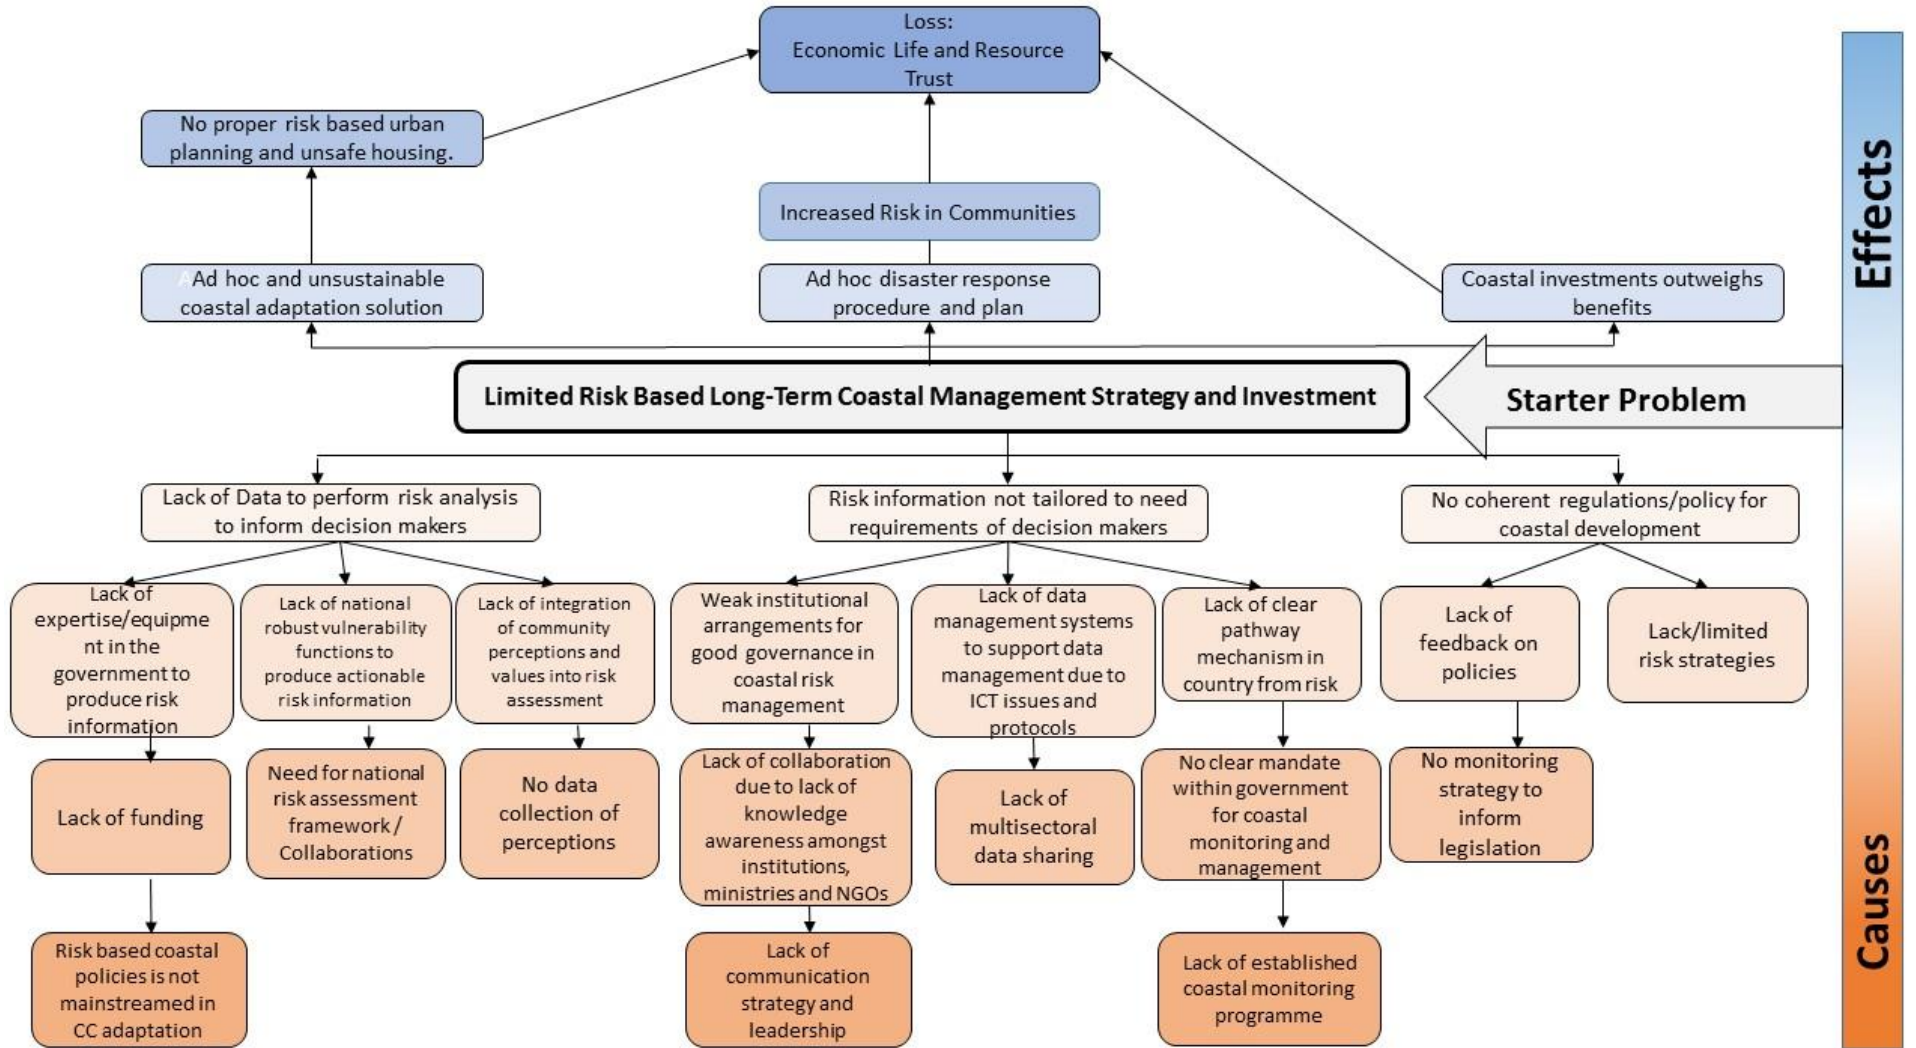 Loss:
Economic Life and Resource
Trust
No proper risk based urban
planning and unsafe housing.
Increased Risk in Communities
AAd hoc and unsustainable
coastal adaptation solution
Ad hoc disaster response
procedure and plan
Coastal investments outweighs
benefits
Effects
Limited Risk Based Long-Term Coastal Management Strategy and Investment
Starter Problem
Lack of Data to perform risk analysis
to inform decision makers
Risk information not tailored to need
requirements of decision makers
No coherent regulations/policy for
coastal development
Lack of
expertise/equipme
nt in the
government to
produce risk
information
Lack of national
robust vulnerability
functions to
produce actionable
risk information
Lack of integration
of community
perceptions and
values into risk
assessment
Weak institutional
arrangements for
good governance in
coastal risk
management
Lack of data
management systems
to support data
management due to
ICT issues and
protocols
Lack of clear
pathway
mechanism in
country from risk
Lack of
feedback on
policies
Lack/limited
risk strategies
Lack of funding
Need for national
risk assessment
framework /
Collaborations
No data
collection of
perceptions
Lack of collaboration
due to lack of
knowledge
awareness amongst
institutions,
ministries and NGOs
Lack of
multisectoral
data sharing
No clear mandate
within government
for coastal
monitoring and
management
No monitoring
strategy to
inform
legislation
Causes
Risk based coastal
policies is not
mainstreamed in
CC adaptation
Lack of
communication
strategy and
leadership
Lack of established
coastal monitoring
programme